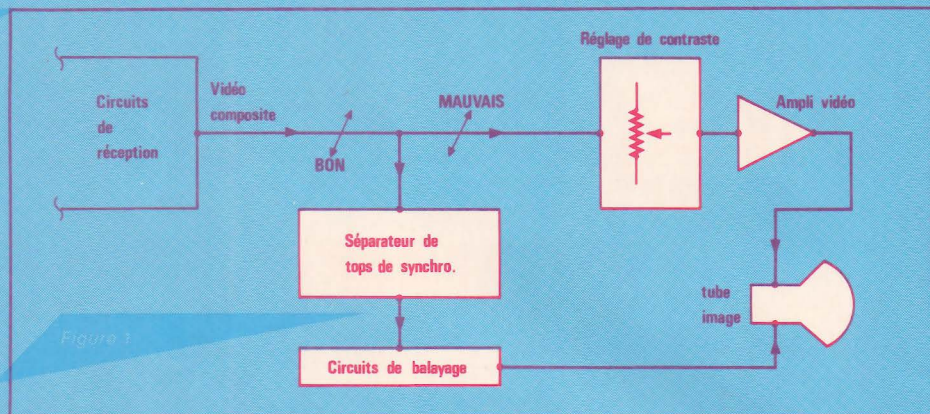 Réglage de contraste
Circuits
de
réception
Vidéo
composite
MAUVAIS
BON
Ampli vidéo
Séparateur de
tops de synchro.
tube
image
Circuits de balayage
Figure 1